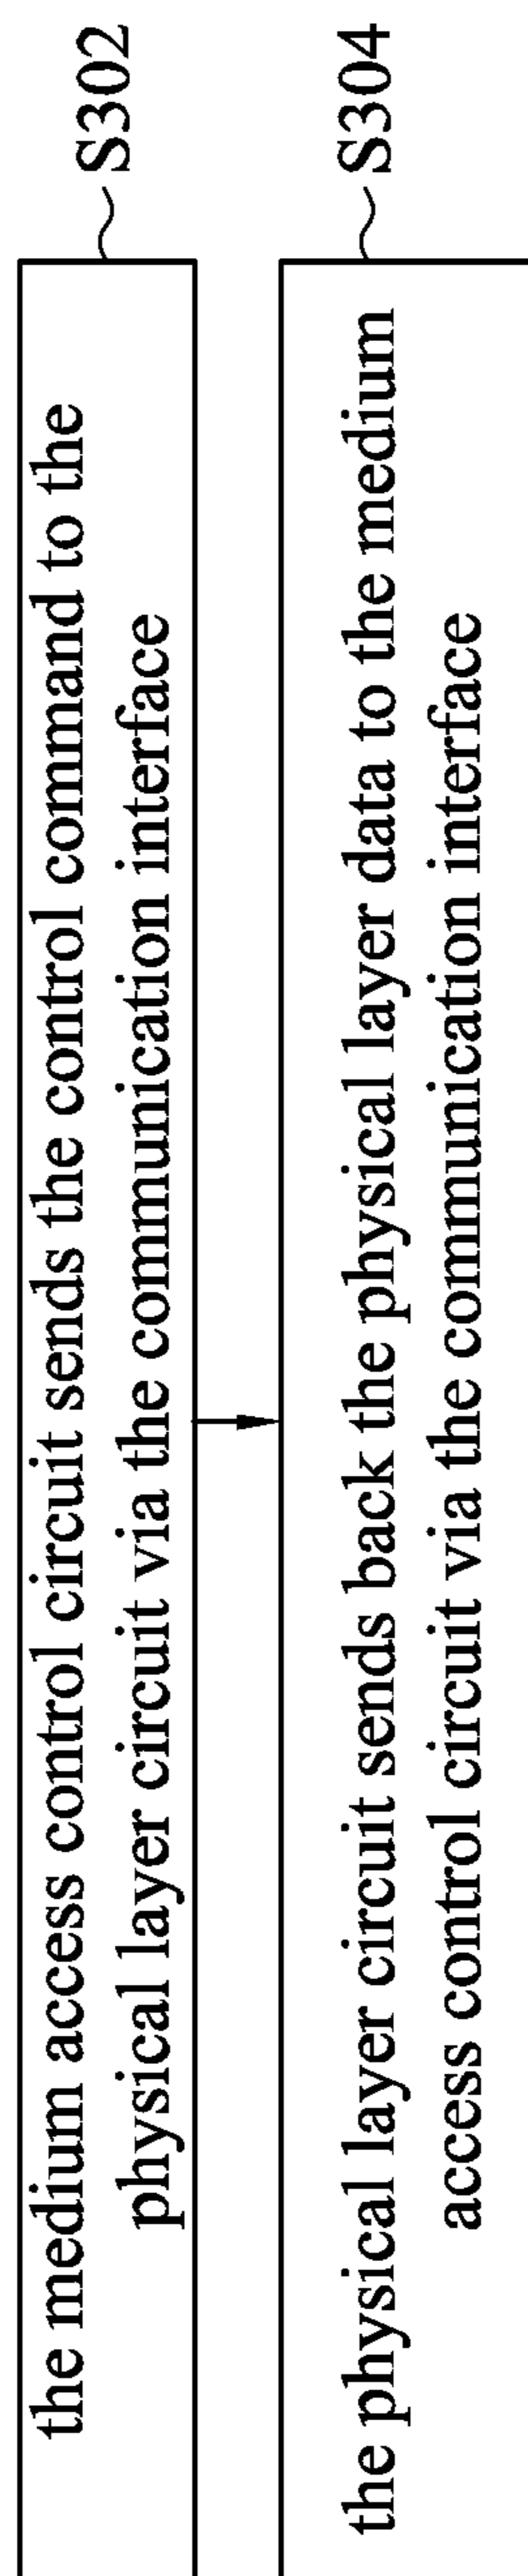 the medium access control circuit sends the control command to the
physical layer circuit via the communication interface
S302
the physical layer circuit sends back the physical layer data to the medium
access control circuit via the communication interface
S304